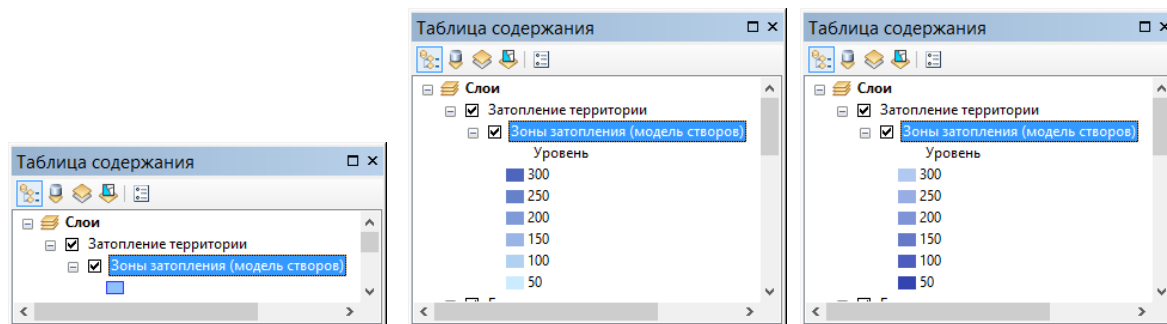 Таблица содержания
Слои
Затопление территории
Зоны затопления (модель створов)
Таблица содержания
Слои
Затопление территории
Зоны затопления (модель створов)
Уровень
300
250
200
150
100
50
Таблица содержания
Слои
Затопление территории
Зоны затопления (модель створов)
Уровень
300
250
200
150
100
50